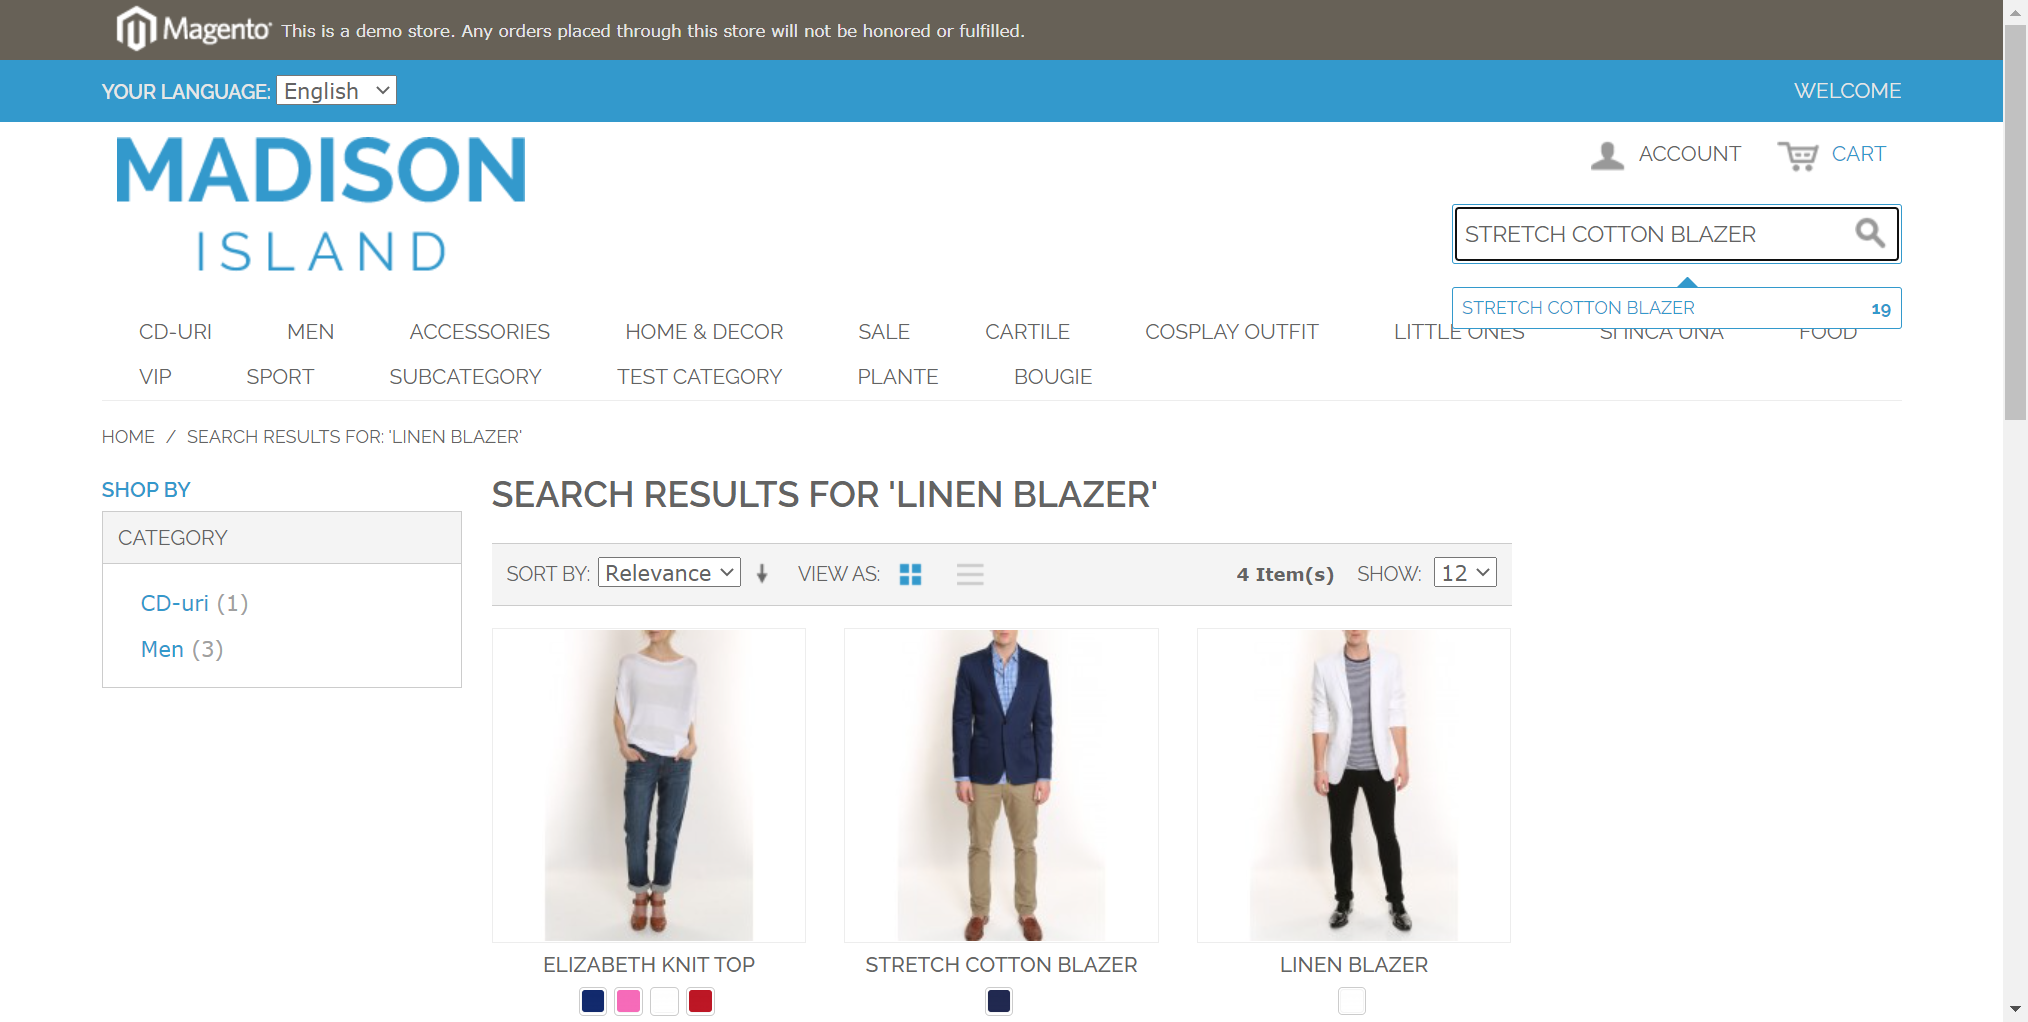 Magento This is a demo store. Any orders placed through this store will not be honored or fulfilled.
YOUR LANGUAGE: English WELCOME
MADISON
ISLAND
ACCOUNT CART
STRETCH COTTON BLAZER
STRETCH COTTON BLAZER 19
CD-URI MEN ACCESSORIES HOME & DECOR SALE CARTILE COSPLAY OUTFIT LITTLE ONES SFINCA UNA FOOD
VIP SPORT SUBCATEGORY TEST CATEGORY PLANTE BOUGIE
HOME / SEARCH RESULTS FOR: 'LINEN BLAZER'
SHOP BY
CATEGORY
CD-uri (1)
Men (3)
SEARCH RESULTS FOR 'LINEN BLAZER'
SORT BY: Relevance VIEW AS: 4 Item(s) SHOW: 12
ELIZABETH KNIT TOP
STRETCH COTTON BLAZER
LINEN BLAZER